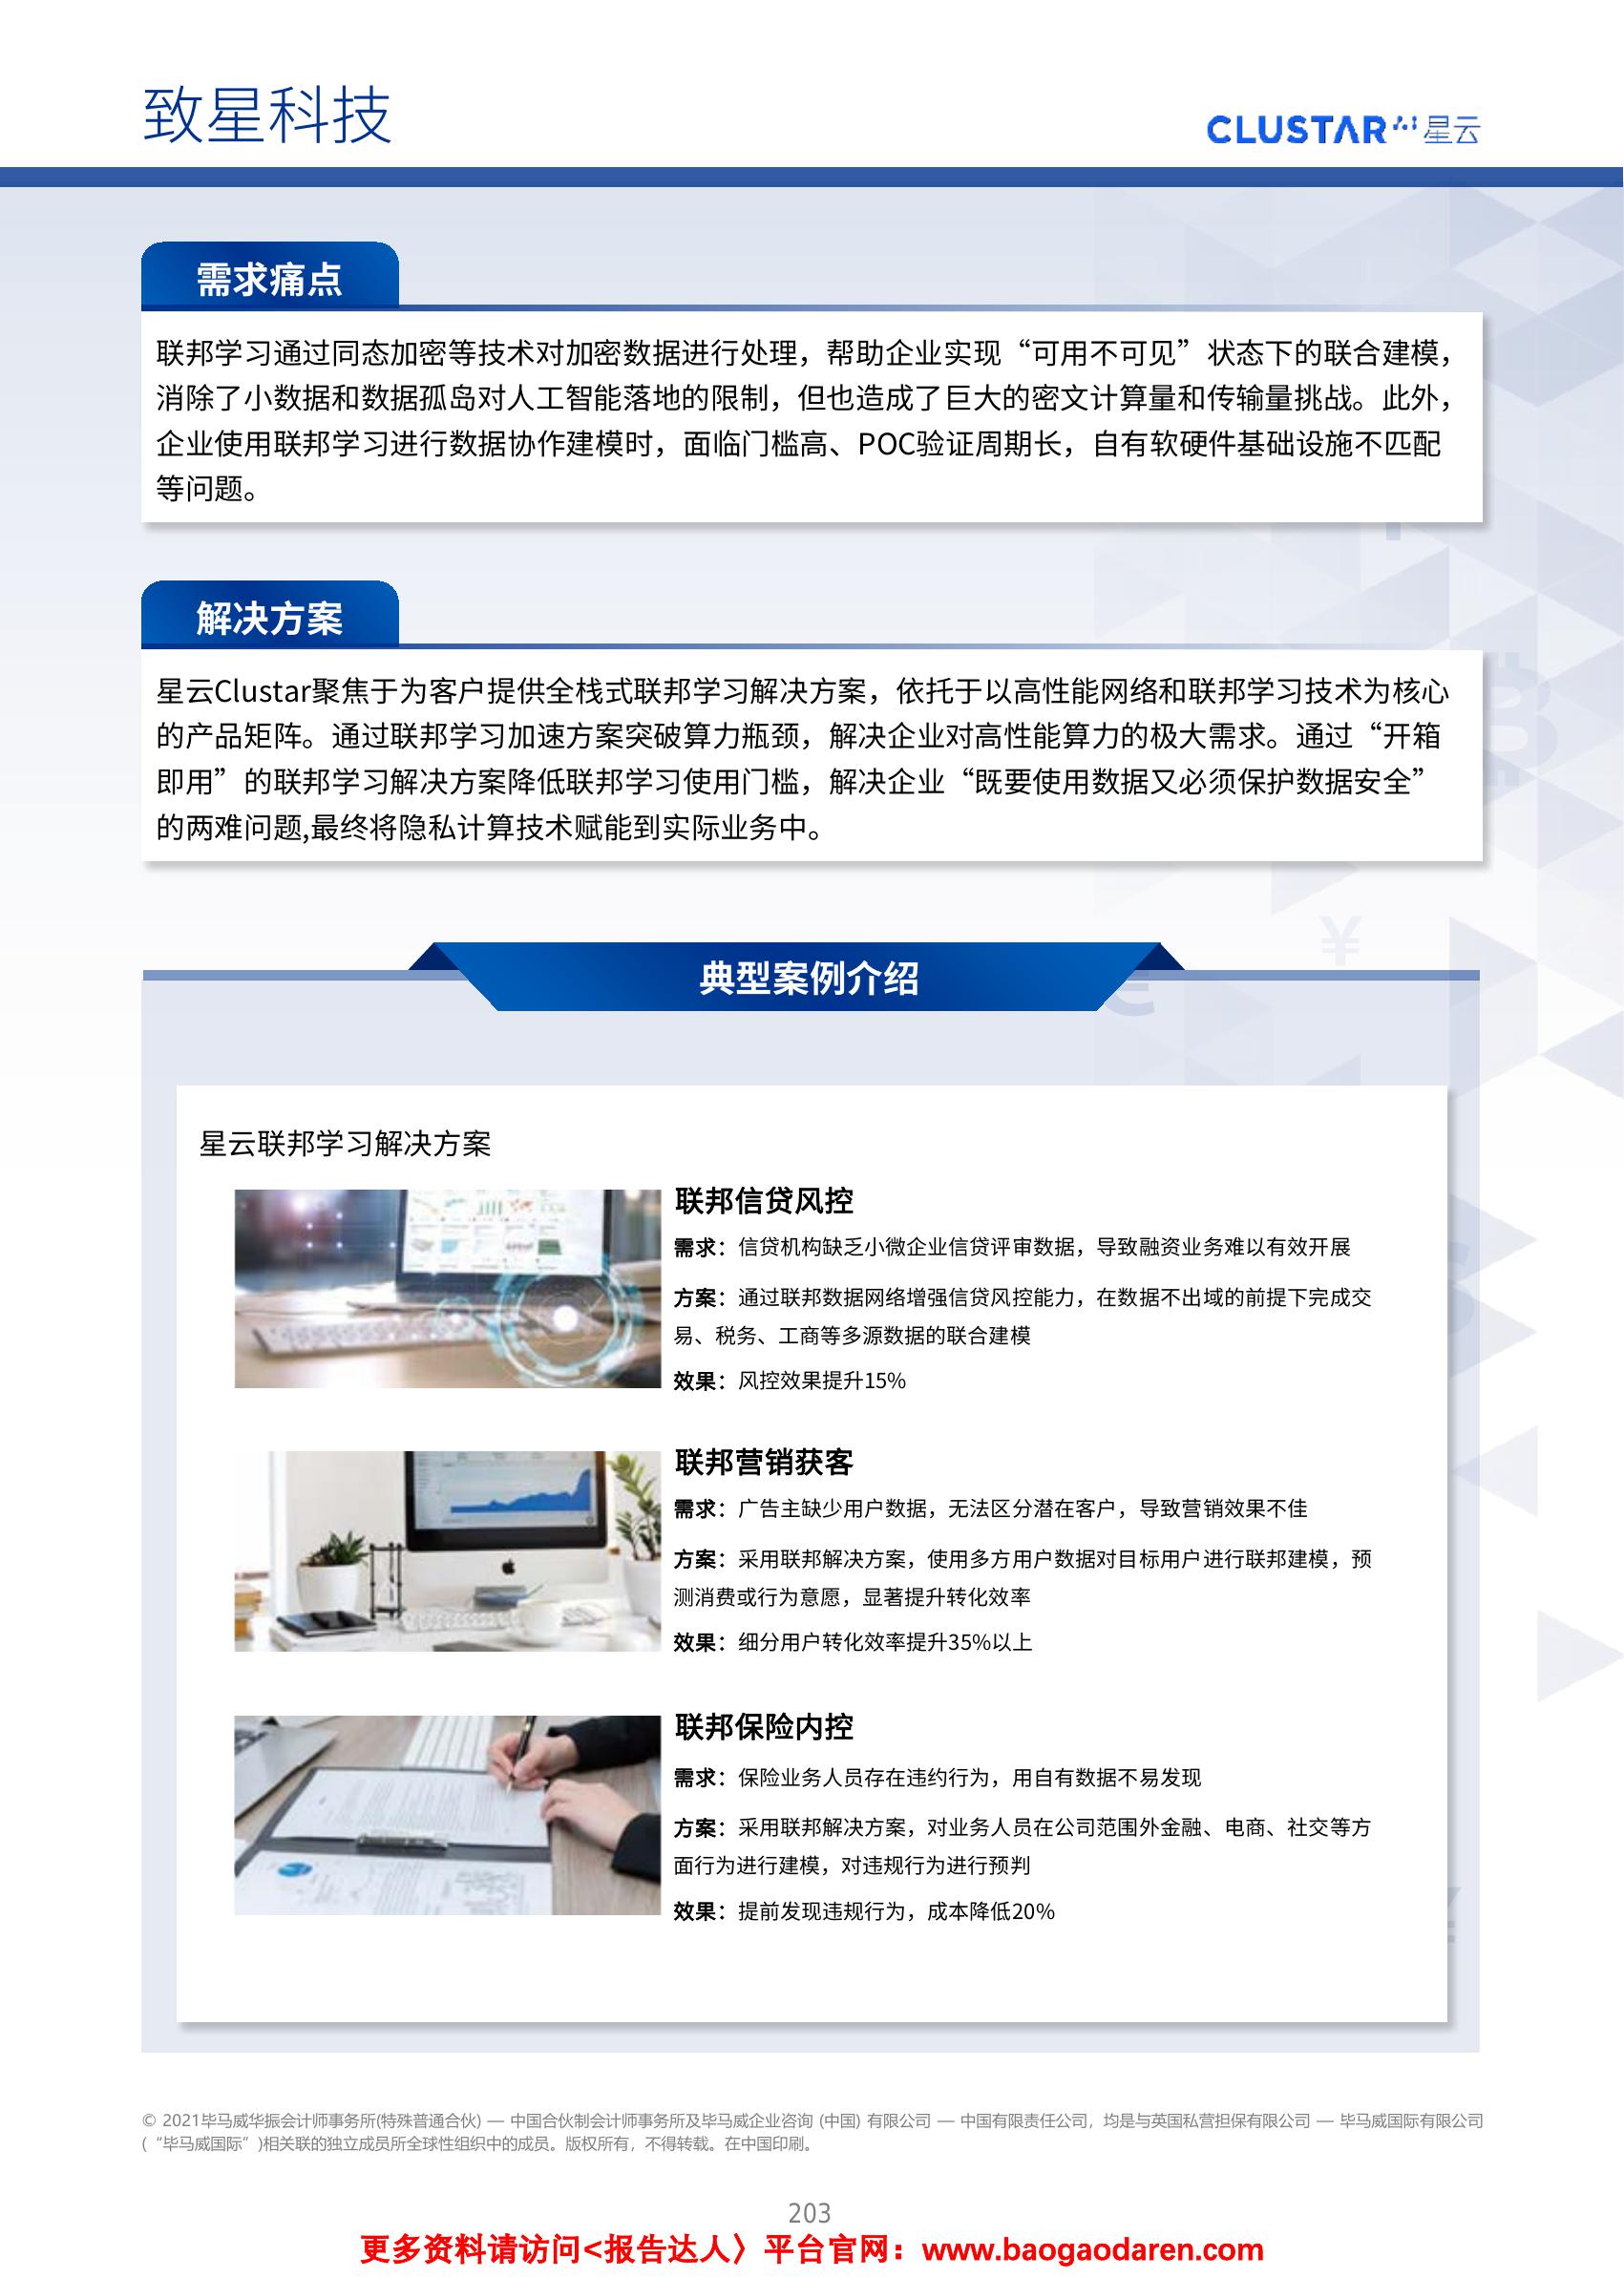 致星科技
CLUSTAR 星云
需求痛点
联邦学习通过同态加密等技术对加密数据进行处理，帮助企业实现“可用不可见”状态下的联合建模，
消除了小数据和数据孤岛对人工智能落地的限制，但也造成了巨大的密文计算量和传输量挑战。此外，
企业使用联邦学习进行数据协作建模时，面临门槛高、POC验证周期长，自有软硬件基础设施不匹配
等问题。
解决方案
星云Clustar聚焦于为客户提供全栈式联邦学习解决方案，依托于以高性能网络和联邦学习技术为核心
的产品矩阵。通过联邦学习加速方案突破算力瓶颈，解决企业对高性能算力的极大需求。通过“开箱
即用”的联邦学习解决方案降低联邦学习使用门槛，解决企业“既要使用数据又必须保护数据安全”
的两难问题,最终将隐私计算技术赋能到实际业务中。
典型案例介绍
星云联邦学习解决方案
联邦信贷风控
需求：信贷机构缺乏小微企业信贷评审数据，导致融资业务难以有效开展
方案：通过联邦数据网络增强信贷风控能力，在数据不出域的前提下完成交
易、税务、工商等多源数据的联合建模
效果：风控效果提升15%
联邦营销获客
需求：广告主缺少用户数据，无法区分潜在客户，导致营销效果不佳
方案：采用联邦解决方案，使用多方用户数据对目标用户进行联邦建模，预
测消费或行为意愿，显著提升转化效率
效果：细分用户转化效率提升35%以上
联邦保险内控
需求：保险业务人员存在违约行为，用自有数据不易发现
方案：采用联邦解决方案，对业务人员在公司范围外金融、电商、社交等方
面行为进行建模，对违规行为进行预判
效果：提前发现违规行为，成本降低20%
© 2021毕马威华振会计师事务所(特殊普通合伙) — 中国合伙制会计师事务所及毕马威企业咨询 (中国) 有限公司 — 中国有限责任公司，均是与英国私营担保有限公司 — 毕马威国际有限公司
(“毕马威国际”)相关联的独立成员所全球性组织中的成员。版权所有，不得转载。在中国印刷。
203
更多资料请访问<报告达人〉平台官网：www.baogaodaren.com